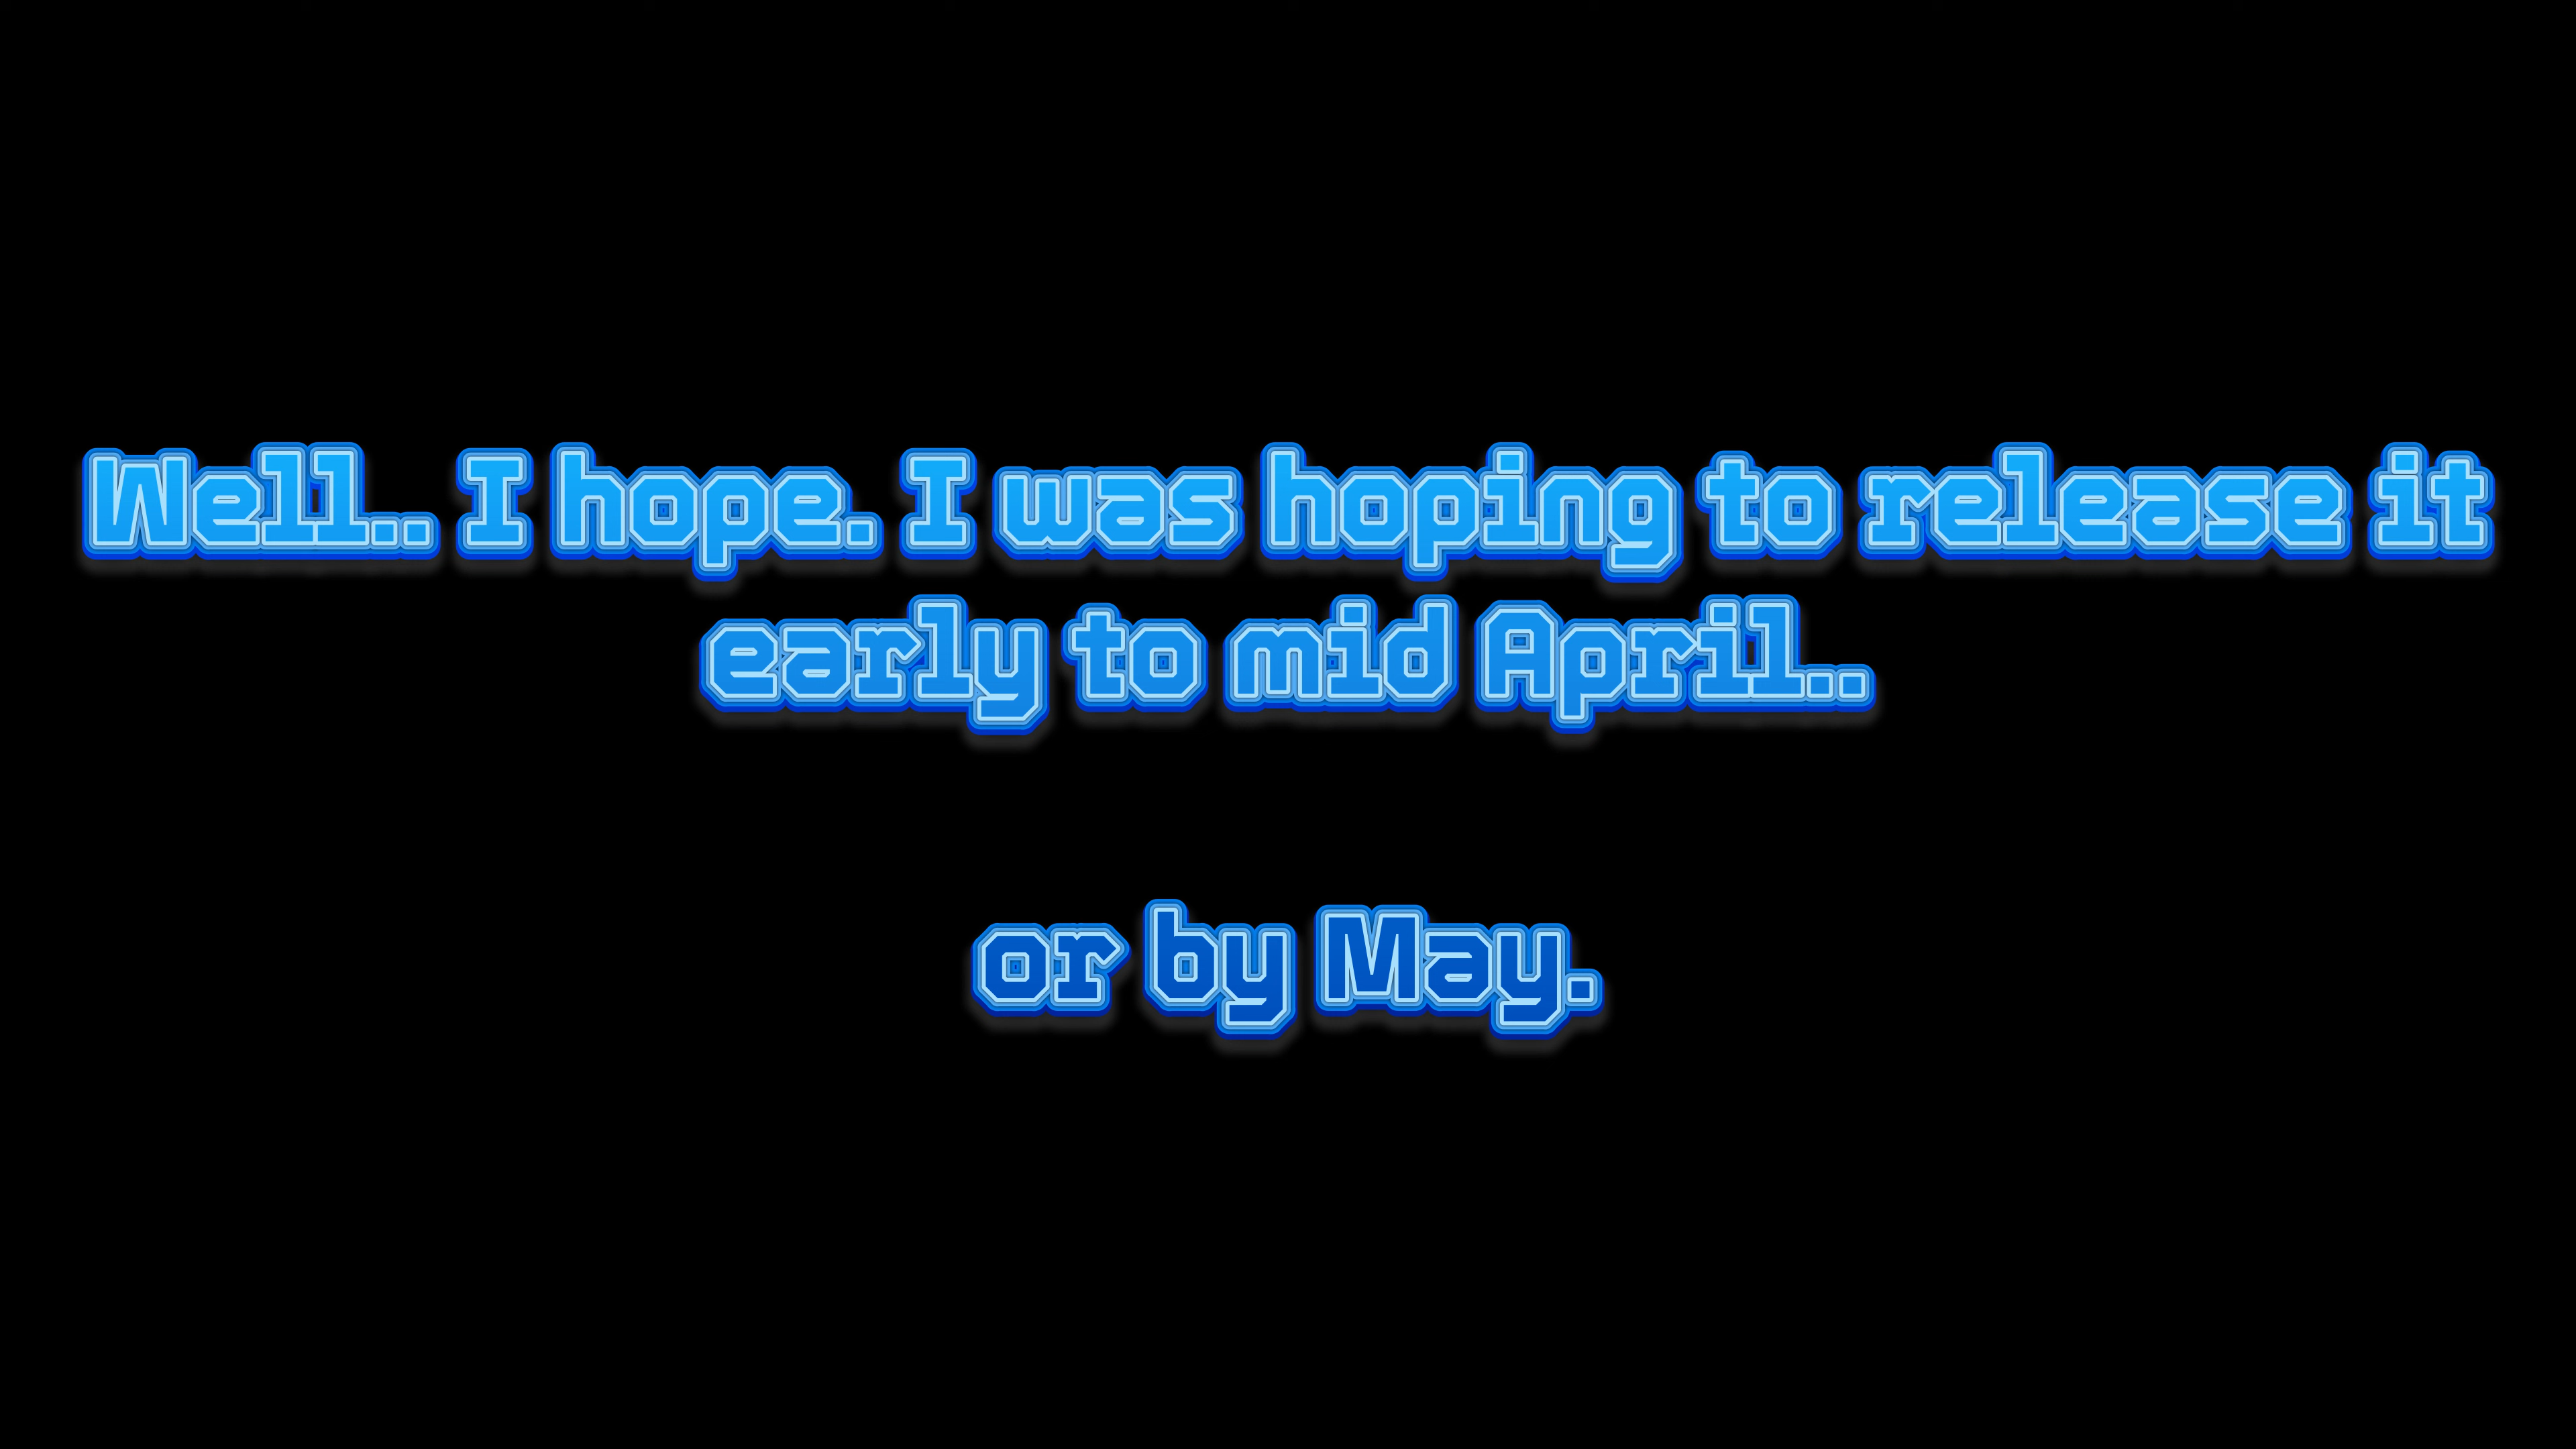 Well.. I hope. I was hoping to release it
early to mid April..
or by May.